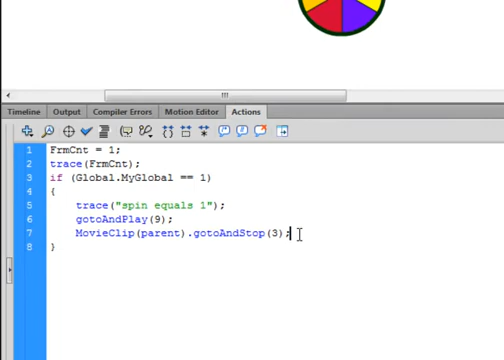 Timeline Output Compiler Errors Motion Editor Actions
1 FrmCnt = 1;
2 trace(FrmCnt);
3 if (Global.MyGlobal == 1)
4 {
5 trace("spin equals 1");
6 gotoAndPlay(9);
7 MovieClip(parent).gotoAndStop(3);
8 }